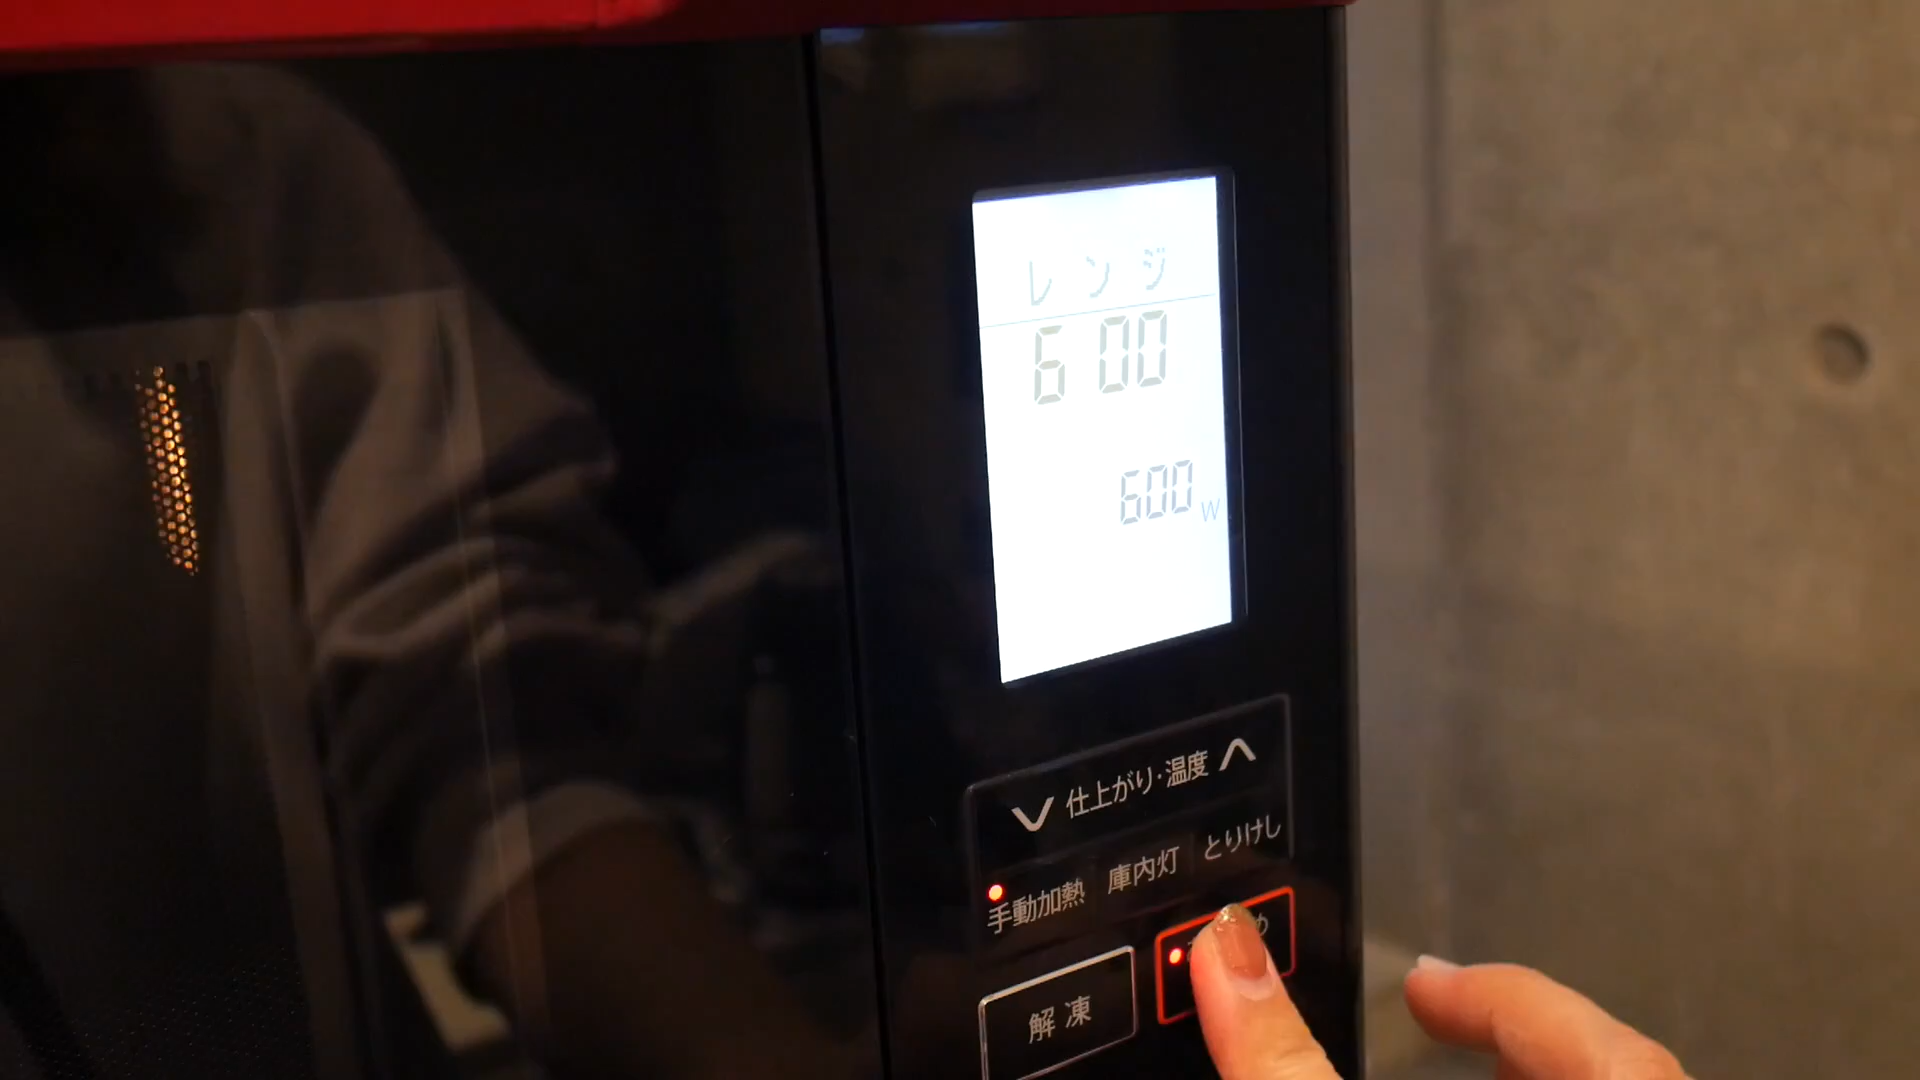 レンジ
6 00
600W
仕上がり・温度
手動加熱 庫内灯 とりけし
解凍